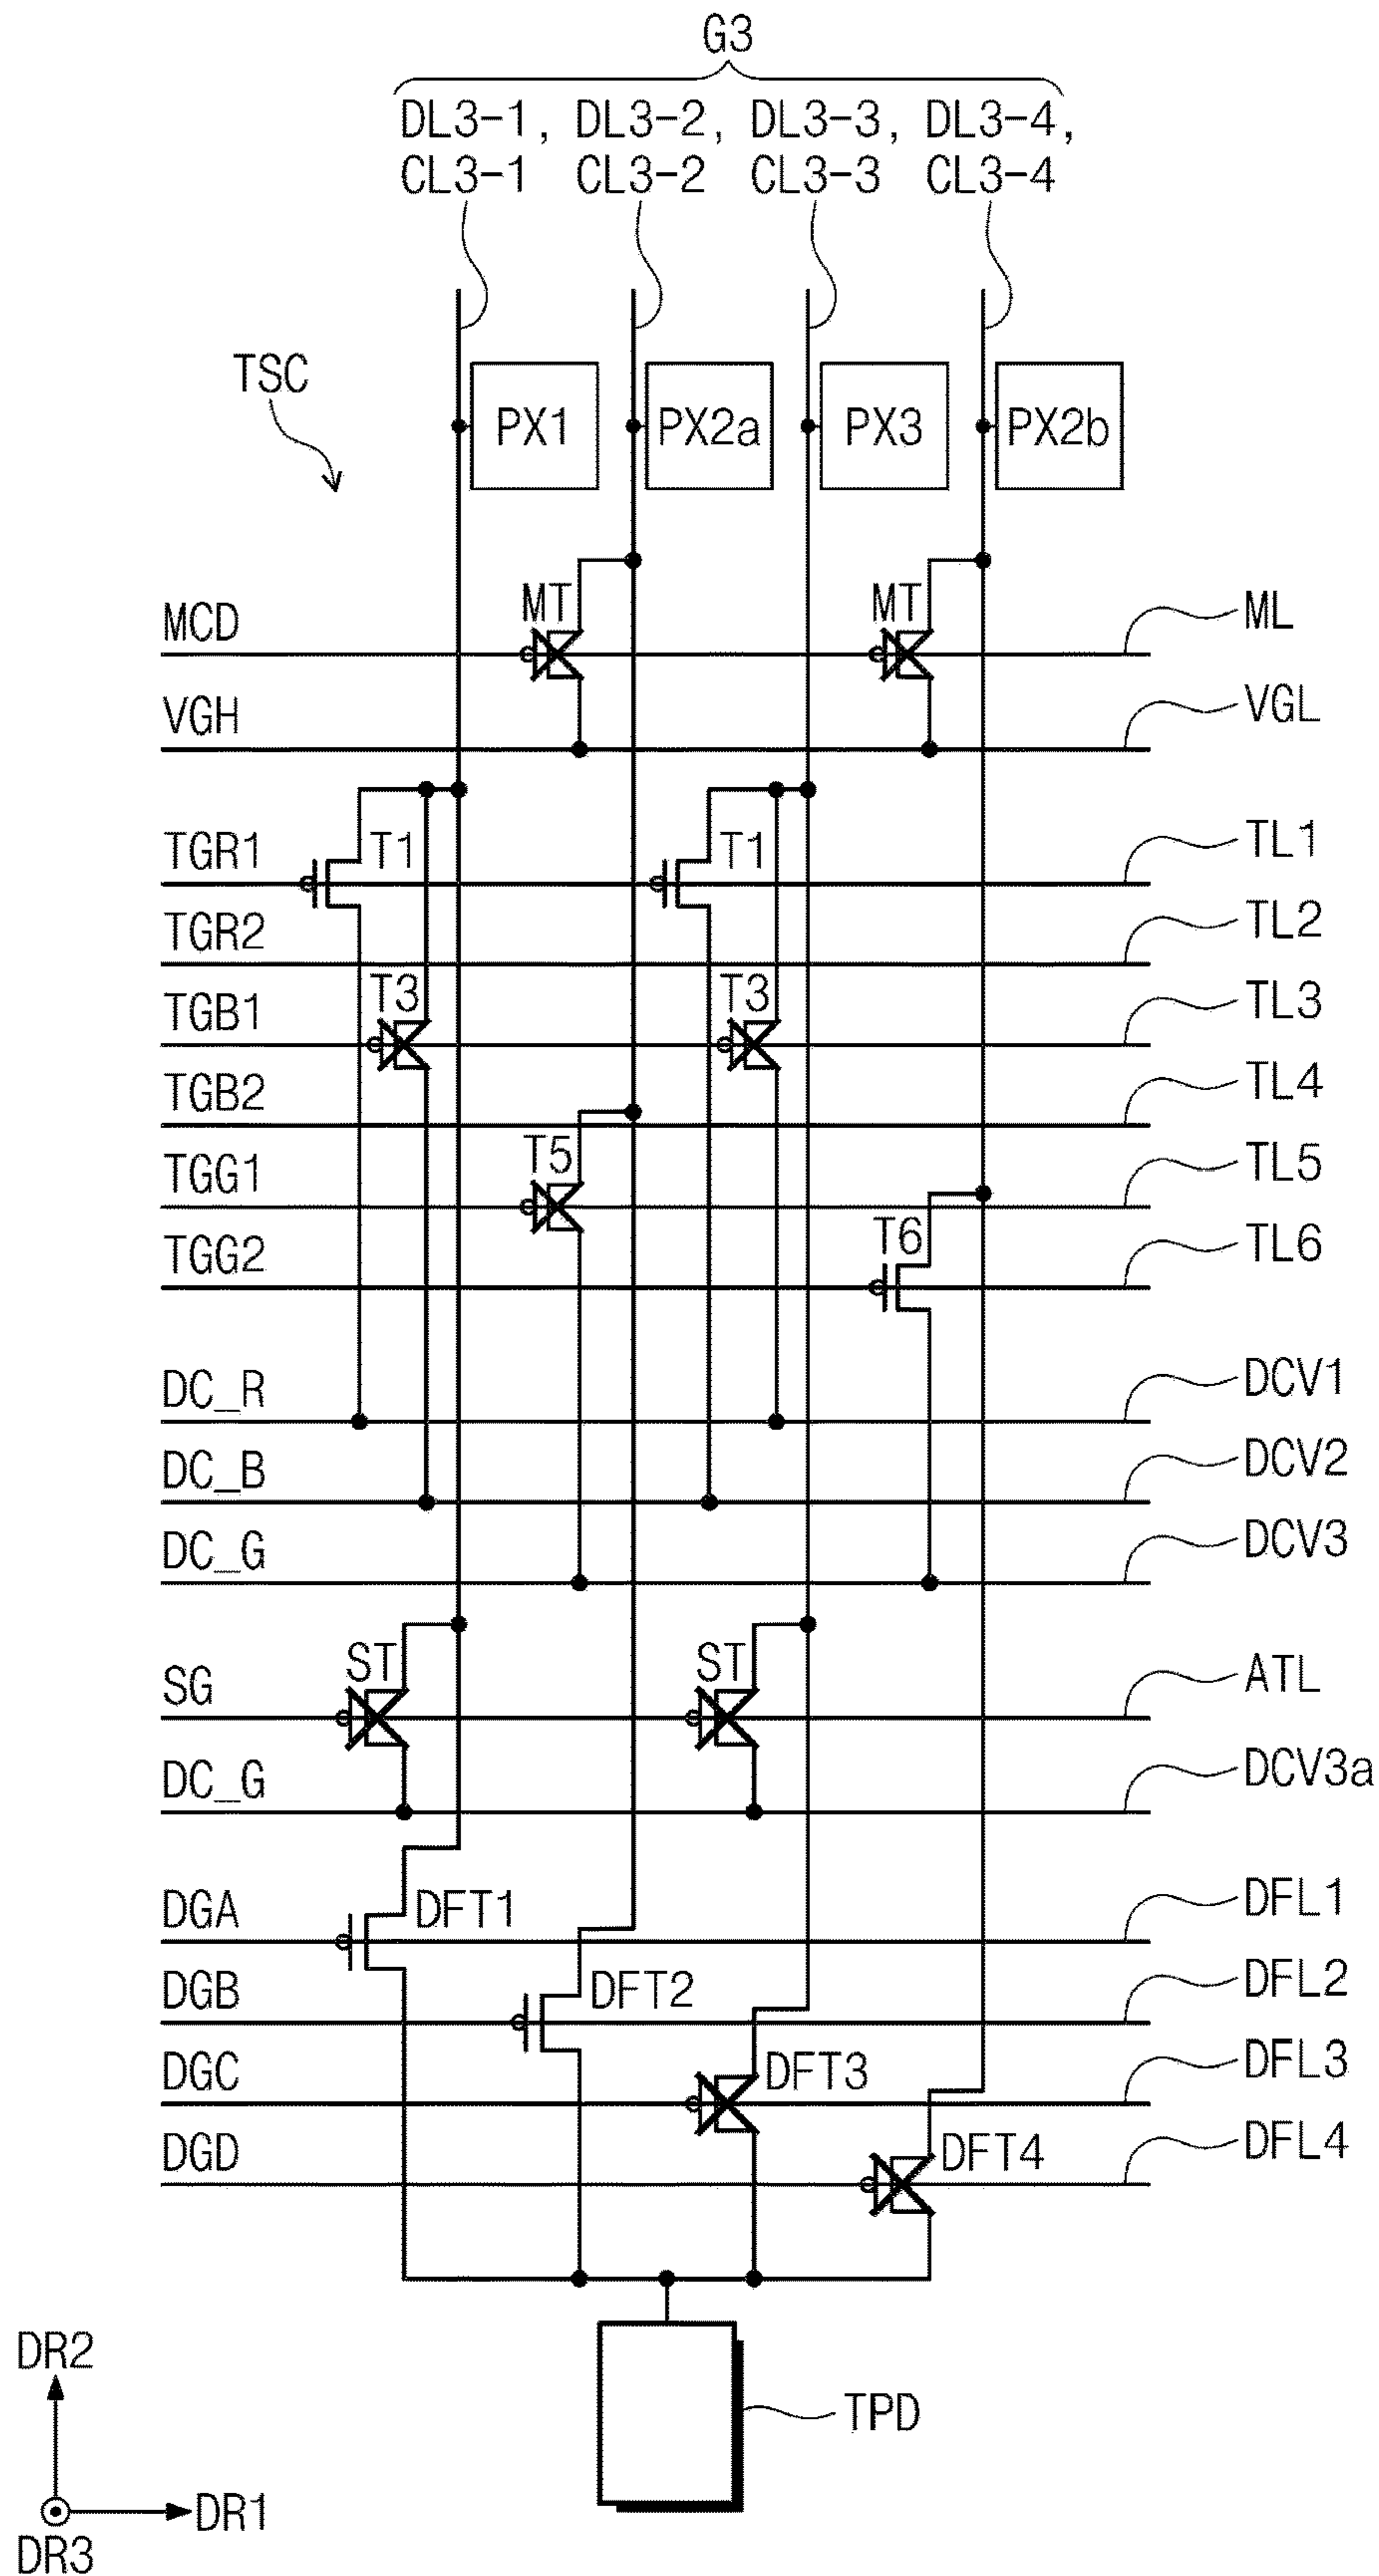 G3
DL3-1, DL3-2, DL3-3, DL3-4,
CL3-1 CL3-2 CL3-3 CL3-4
TSC
PX1 PX2a PX3 PX2b
MCD MT MT ML
VGH VGL
TGR1 T1 T1 TL1
TGR2 TL2
TGB1 T3 T3 TL3
TGB2 TL4
TGG1 T5 TL5
TGG2 T6 TL6
DC_R DCV1
DC_B DCV2
DC_G DCV3
SG ST ST ATL
DC_G DCV3a
DGA DFT1 DFL1
DGB DFT2 DFL2
DGC DFT3 DFL3
DGD DFT4 DFL4
TPD
DR2
DR1
DR3